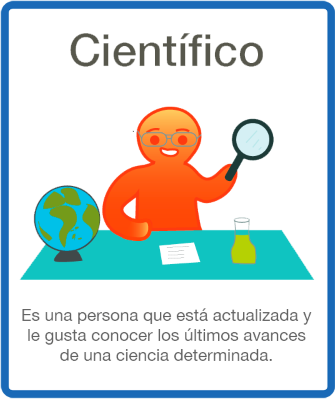 Científico
Es una persona que está actualizada y
le gusta conocer los últimos avances
de una ciencia determinada.